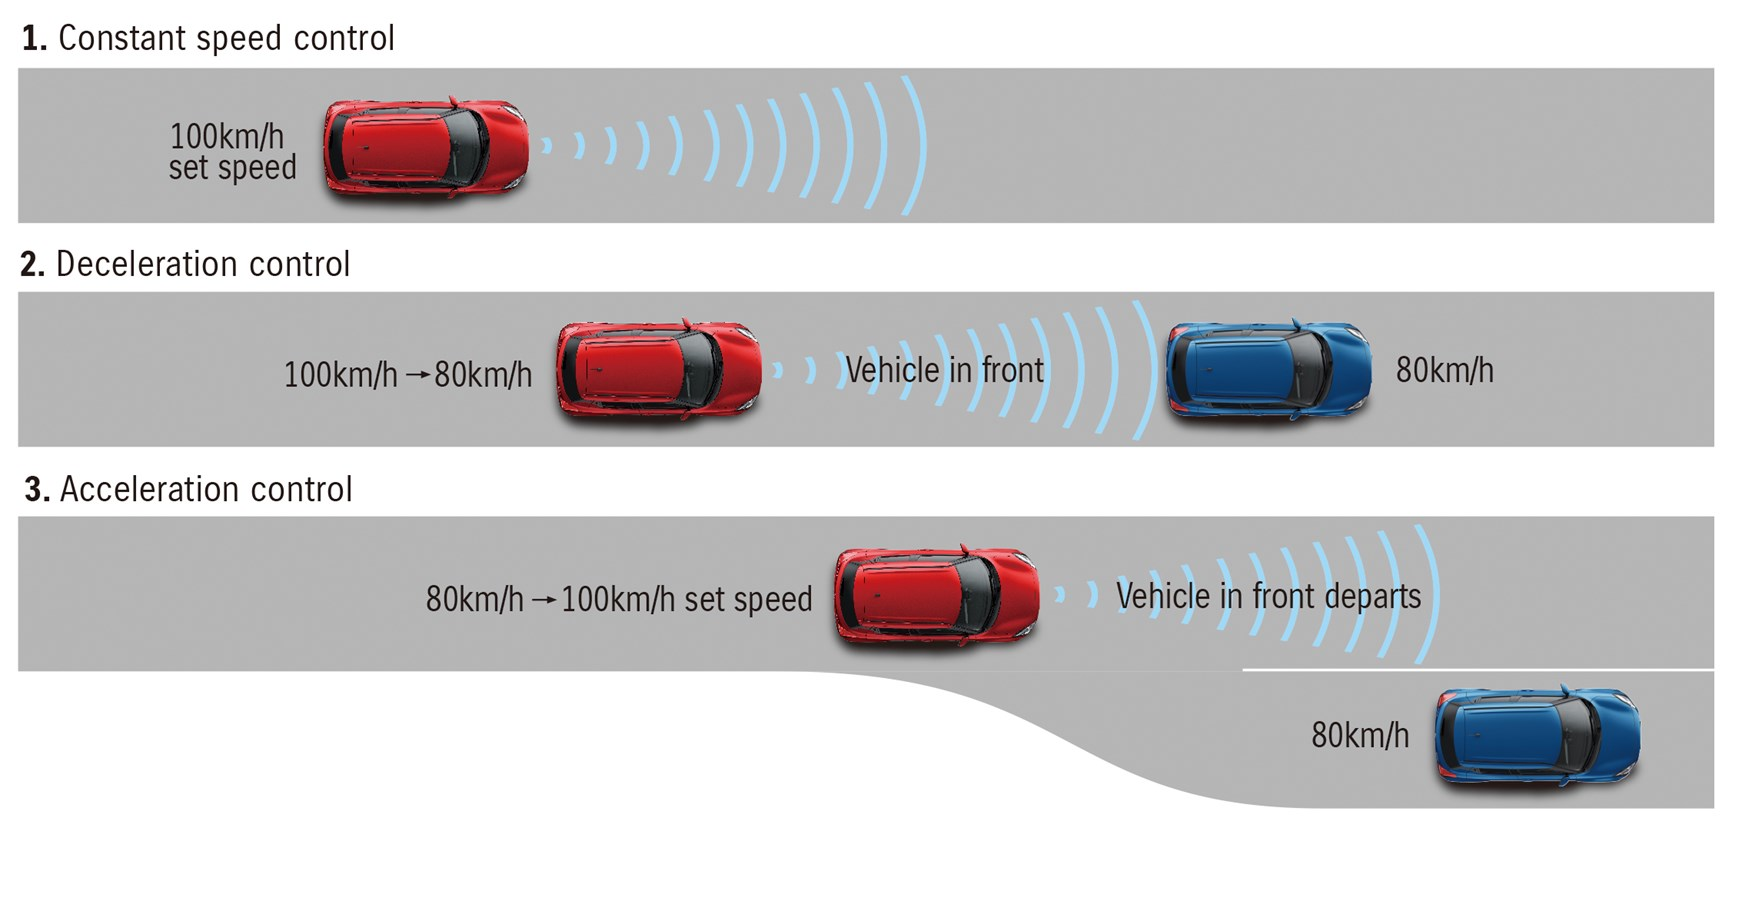 1. Constant speed control
100km/h
set speed
2. Deceleration control
100km/h→80km/h
Vehicle in front
80km/h
3. Acceleration control
80km/h→100km/h set speed
Vehicle in front departs
80km/h